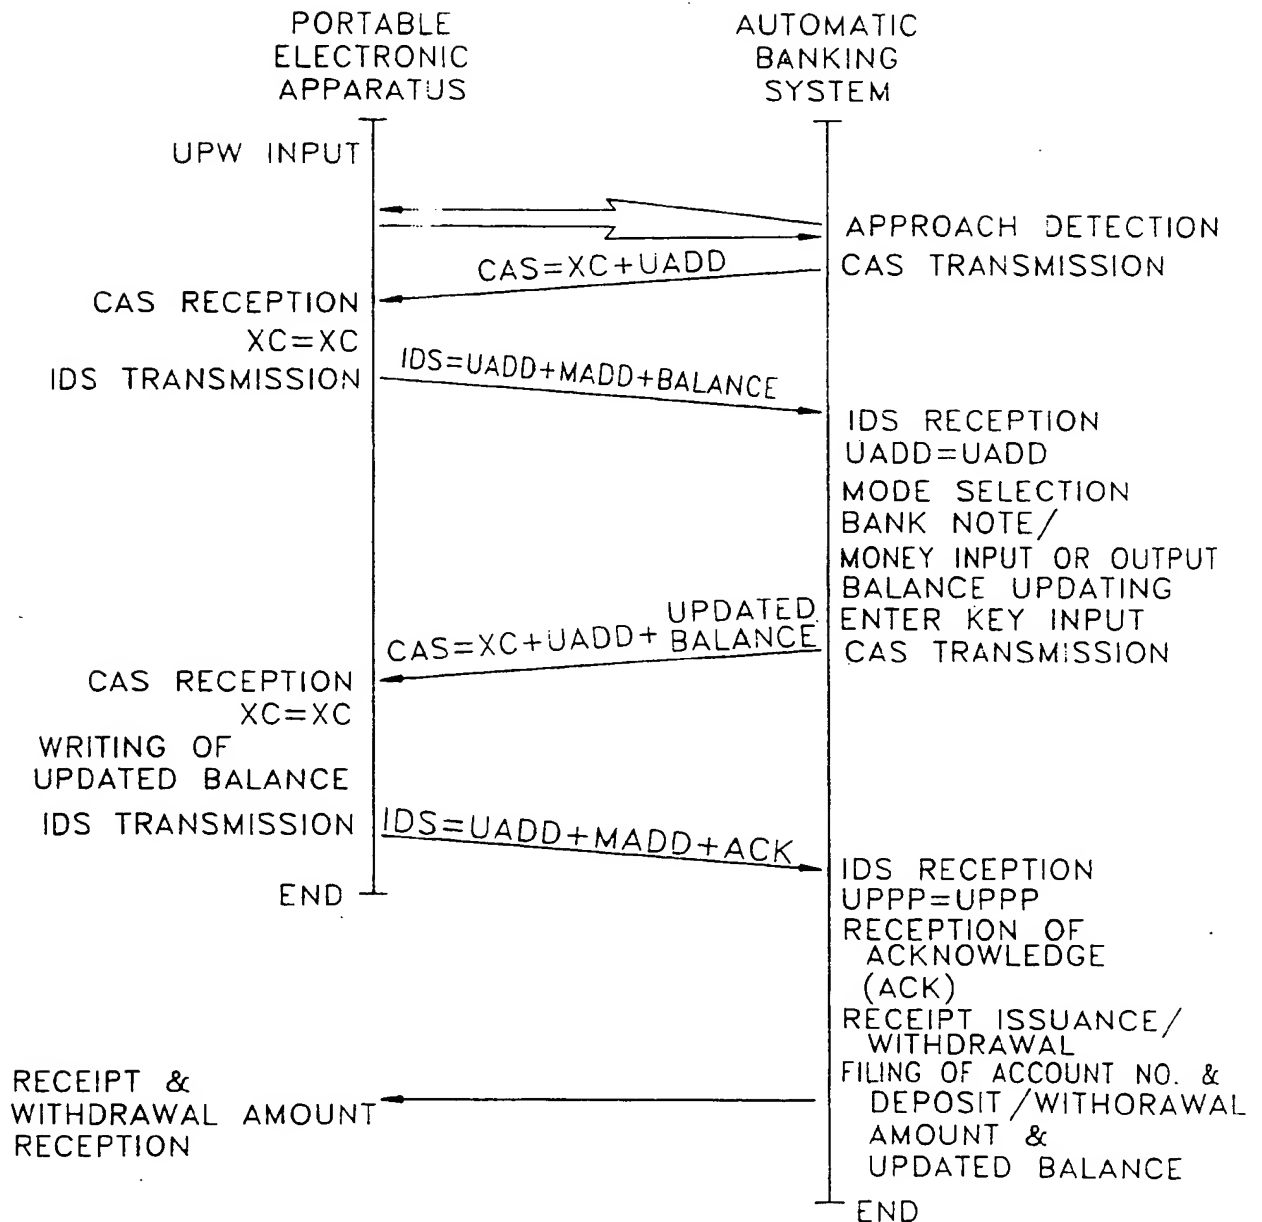 PORTABLE
ELECTRONIC
APPARATUS
AUTOMATIC
BANKING
SYSTEM
UPW INPUT
APPROACH DETECTION
CAS=XC+UADD
CAS TRANSMISSION
CAS RECEPTION
XC=XC
IDS TRANSMISSION
IDS=UADD+MADD+BALANCE
IDS RECEPTION
UADD=UADD
MODE SELECTION
BANK NOTE/
MONEY INPUT OR OUTPUT
BALANCE UPDATING
ENTER KEY INPUT
CAS TRANSMISSION
CAS=XC+UADD+ UPDATED
BALANCE
CAS RECEPTION
XC=XC
WRITING OF
UPDATED BALANCE
IDS TRANSMISSION
IDS=UADD+MADD+ACK
END
IDS RECEPTION
UPPP=UPPP
RECEPTION OF
ACKNOWLEDGE
(ACK)
RECEIPT ISSUANCE/
WITHDRAWAL
FILING OF ACCOUNT NO. &
DEPOSIT/WITHORAWAL
AMOUNT &
UPDATED BALANCE
RECEIPT &
WITHDRAWAL AMOUNT
RECEPTION
END